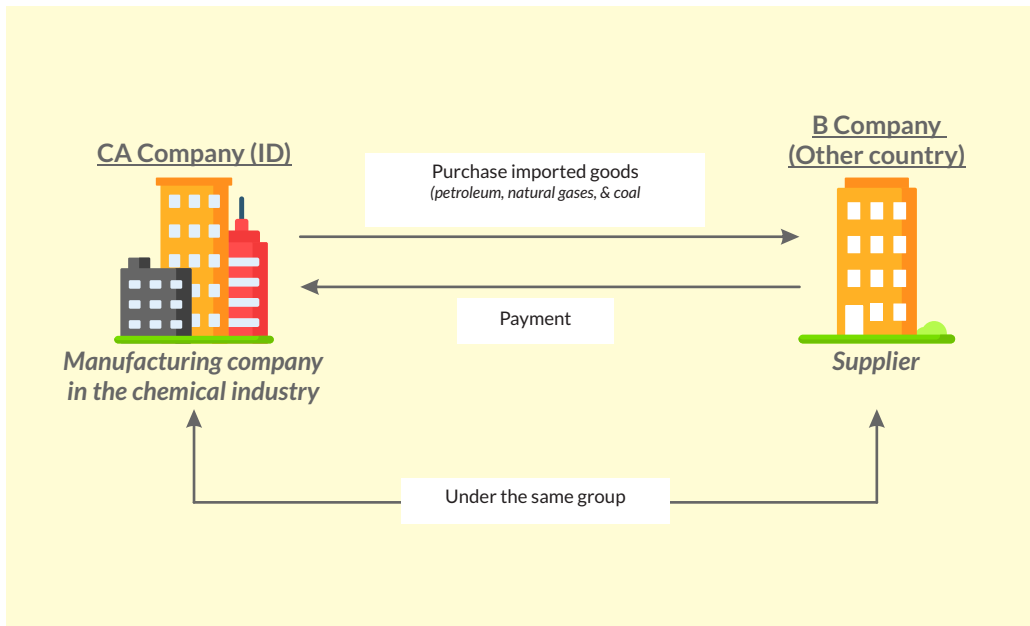 CA Company (ID)
Purchase imported goods
(petroleum, natural gases, & coal
B Company
(Other country)
Payment
Manufacturing company
in the chemical industry
Supplier
Under the same group